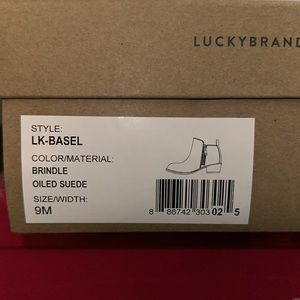 LUCKYBRAND
STYLE:
LK-BASEL
COLOR/MATERIAL:
BRINDLE
OILED SUEDE
SIZE/WIDTH:
9M
8 86742 303 02 5